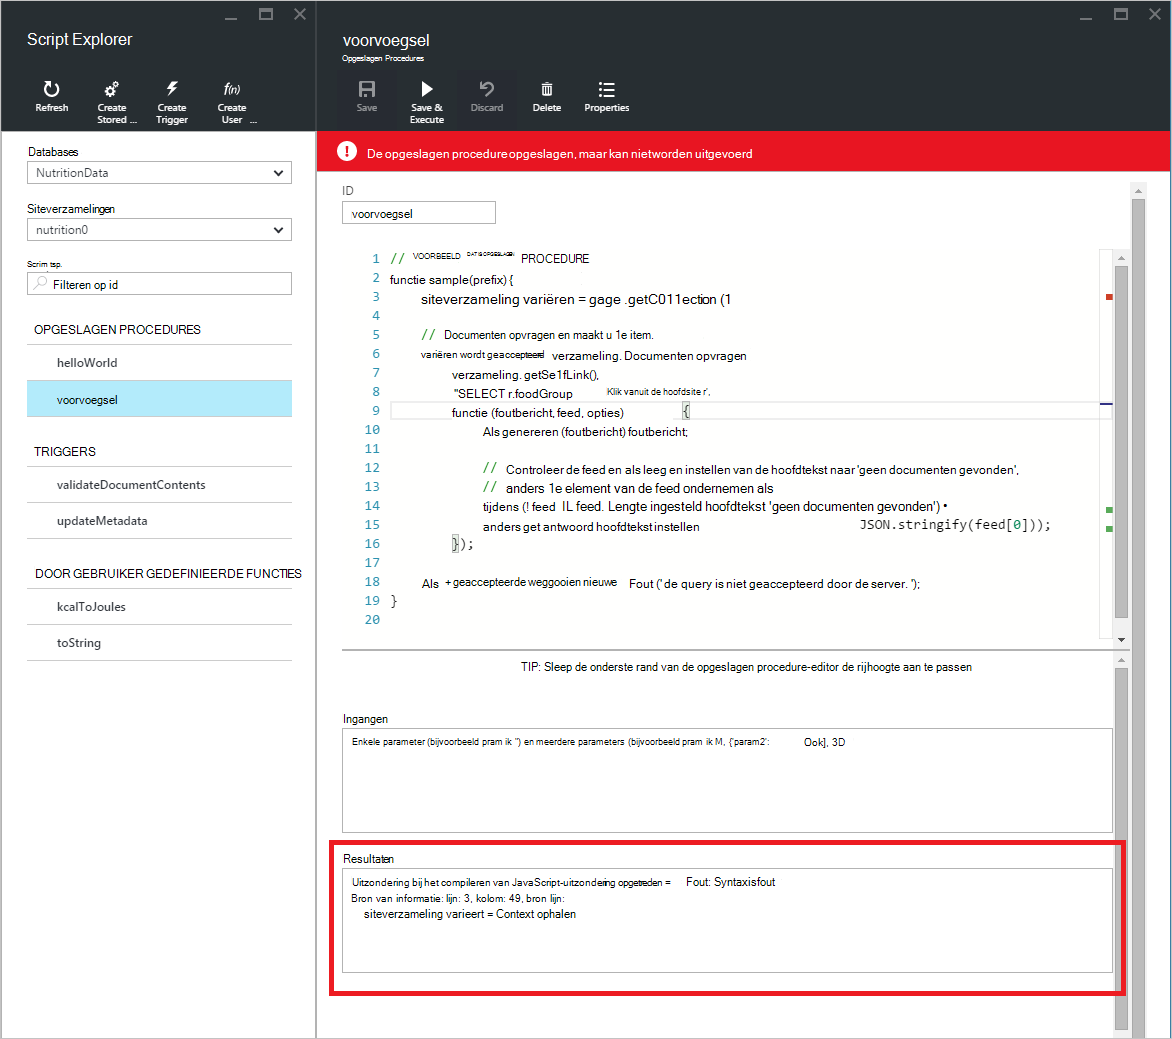 Script Explorer
Refresh
Create Stored ...
Create Trigger
f(n)
Create User ...
Databases
NutritionData
Siteverzamelingen
nutrition0
Scrim tsp.
Filteren op id
OPGESLAGEN PROCEDURES
helloWorld
voorvoegsel
TRIGGERS
validateDocumentContents
updateMetadata
DOOR GEBRUIKER GEDEFINIEERDE FUNCTIES
kcalToJoules
toString
voorvoegsel
Opgeslagen Procedures
Save
Save & Execute
Discard
Delete
Properties
De opgeslagen procedure opgeslagen, maar kan nietworden uitgevoerd
ID
voorvoegsel
1 // VOORBEELD DAT IS OPGESLAGEN PROCEDURE
2 functie sample(prefix) {
3 siteverzameling variëren = gage .getC011ection (1
4
5 // Documenten opvragen en maakt u 1e item.
6 variëren wordt geaccepteerd verzameling. Documenten opvragen
7 verzameling. getSe1fLink(),
8 "SELECT r.foodGroup Klik vanuit de hoofdsite r',
9 functie (foutbericht, feed, opties) {
10 Als genereren (foutbericht) foutbericht;
11
12 // Controleer de feed en als leeg en instellen van de hoofdtekst naar 'geen documenten gevonden',
13 // anders 1e element van de feed ondernemen als
14 tijdens (! feed IL feed. Lengte ingesteld hoofdtekst 'geen documenten gevonden') •
15 anders get antwoord hoofdtekst instellen JSON.stringify(feed[0]));
16 });
17
18 Als + geaccepteerde weggooien nieuwe Fout (' de query is niet geaccepteerd door de server. ');
19 }
20
TIP: Sleep de onderste rand van de opgeslagen procedure-editor de rijhoogte aan te passen
Ingangen
Enkele parameter (bijvoorbeeld pram ik ") en meerdere parameters (bijvoorbeeld pram ik M, {'param2': Ook], 3D
Resultaten
Uitzondering bij het compileren van JavaScript-uitzondering opgetreden = Fout: Syntaxisfout
Bron van informatie: lijn: 3, kolom: 49, bron lijn:
siteverzameling varieert = Context ophalen